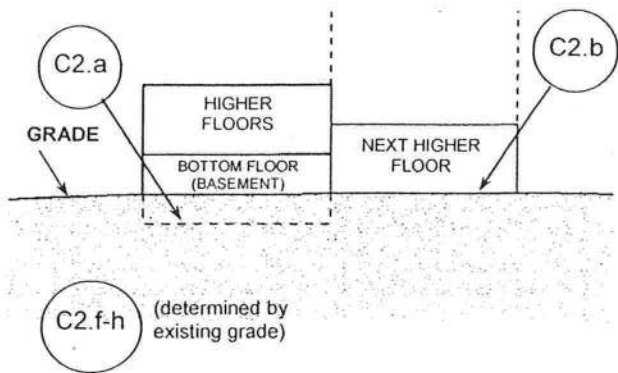 C2.a
C2.b
HIGHER
FLOORS
GRADE
NEXT HIGHER
FLOOR
BOTTOM FLOOR
(BASEMENT)
C2.f-h
(determined by
existing grade)